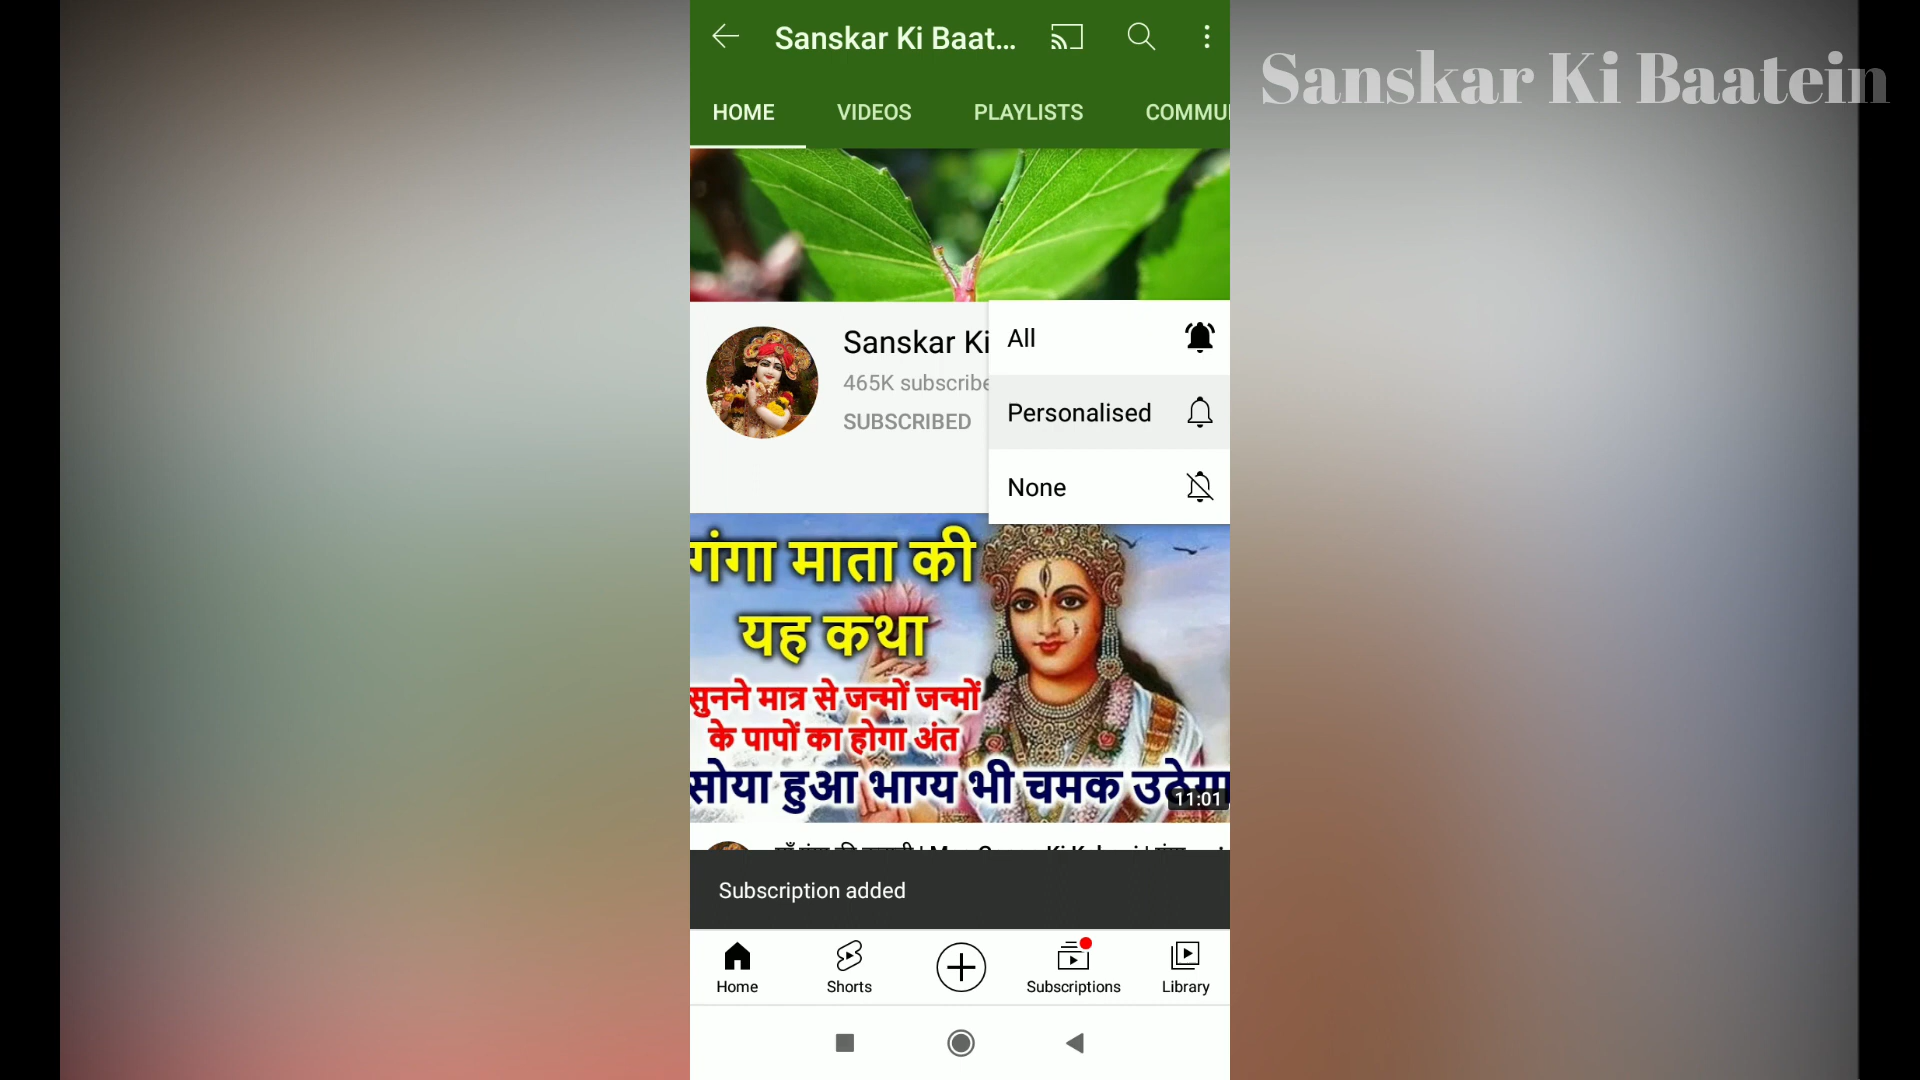 Sanskar Ki Baat...
Sanskar Ki Baatein
HOME VIDEOS PLAYLISTS COMMU
Sanskar Ki
All
465K subscribe
Personalised
SUBSCRIBED
None
गंगा माता की
यह कथा
सुनने मात्र से जन्मों जन्मों
के पापों का होगा अंत
सोया हुआ भाग्य भी चमक उठेगा
11:01
Subscription added
Home Shorts Subscriptions Library